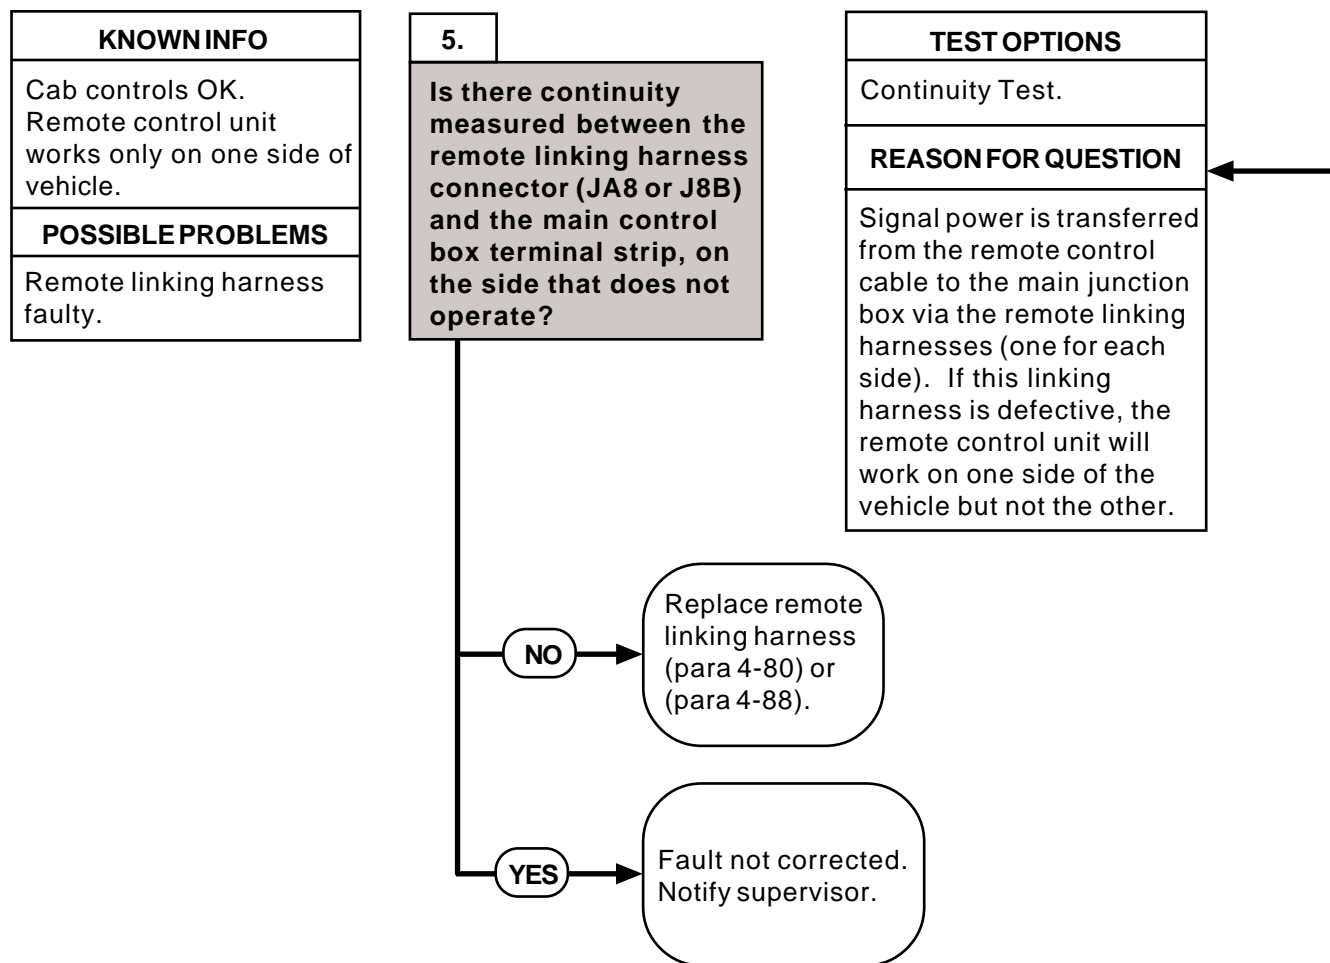 KNOWN INFO
Cab controls OK.
Remote control unit
works only on one side of
vehicle.
POSSIBLE PROBLEMS
Remote linking harness
faulty.
5.
Is there continuity
measured between the
remote linking harness
connector (JA8 or J8B)
and the main control
box terminal strip, on
the side that does not
operate?
TEST OPTIONS
Continuity Test.
REASON FOR QUESTION
Signal power is transferred
from the remote control
cable to the main junction
box via the remote linking
harnesses (one for each
side).  If this linking
harness is defective, the
remote control unit will
work on one side of the
vehicle but not the other.
NO
Replace remote
linking harness
(para 4-80) or
(para 4-88).
YES
Fault not corrected.
Notify supervisor.